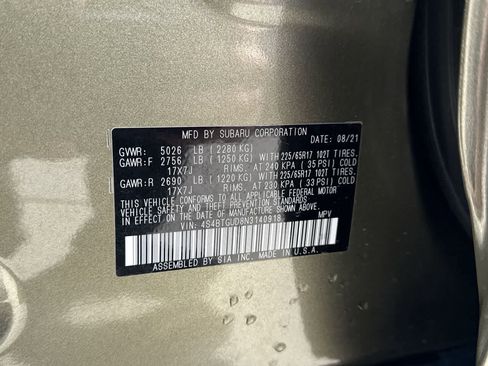 MFD BY SUBARU CORPORATION DATE: 08/21
GVWR: 5026 LB ( 2280 KG)
GAWR:F 2756 LB ( 1250 KG) WITH 225/65R17 102T TIRES.
17X7J RIMS, AT 240 KPA ( 35 PSI) COLD
GAWR:R 2690 LB ( 1220 KG) WITH 225/65R17 102T TIRES.
17X7J RIMS, AT 230 KPA ( 33 PSI) COLD
THIS VEHICLE CONFORMS TO ALL APPLICABLE FEDERAL MOTOR
VEHICLE SAFETY, BUMPER, AND THEFT PREVENTION STANDARDS
IN EFFECT ON THE DATE OF MANUFACTURE SHOWN ABOVE.
VIN: 4S4BTGUD8N3140918 MPV
ASSEMBLED BY SIA INC. MADE IN U.S.A.